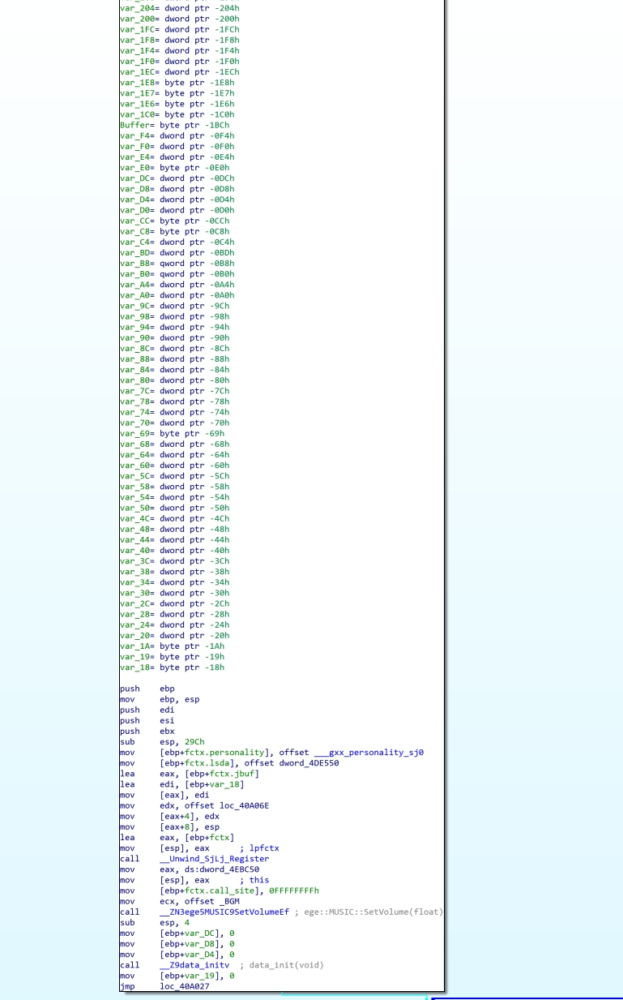 var_204= dword ptr -204h
var_200= dword ptr -200h
var_1FC= dword ptr -1FCh
var_1F8= dword ptr -1F8h
var_1F4= dword ptr -1F4h
var_1F0= dword ptr -1F0h
var_1EC= dword ptr -1ECh
var_1E8= byte ptr -1E8h
var_1E7= byte ptr -1E7h
var_1E6= byte ptr -1E6h
var_1C0= byte ptr -1C0h
Buffer= byte ptr -1BCh
var_F4= dword ptr -0F4h
var_F0= dword ptr -0F0h
var_E4= dword ptr -0E4h
var_E0= byte ptr -0E0h
var_DC= dword ptr -0DCh
var_D8= dword ptr -0D8h
var_D4= dword ptr -0D4h
var_D0= dword ptr -0D0h
var_CC= byte ptr -0CCh
var_C8= byte ptr -0C8h
var_C4= dword ptr -0C4h
var_BD= dword ptr -0BDh
var_B8= qword ptr -0B8h
var_B0= qword ptr -0B0h
var_A4= dword ptr -0A4h
var_A0= dword ptr -0A0h
var_9C= dword ptr -9Ch
var_98= dword ptr -98h
var_94= dword ptr -94h
var_90= dword ptr -90h
var_8C= dword ptr -8Ch
var_88= dword ptr -88h
var_84= dword ptr -84h
var_80= dword ptr -80h
var_7C= dword ptr -7Ch
var_78= dword ptr -78h
var_74= dword ptr -74h
var_70= dword ptr -70h
var_69= byte ptr -69h
var_68= dword ptr -68h
var_64= dword ptr -64h
var_60= dword ptr -60h
var_5C= dword ptr -5Ch
var_58= dword ptr -58h
var_54= dword ptr -54h
var_50= dword ptr -50h
var_4C= dword ptr -4Ch
var_48= dword ptr -48h
var_44= dword ptr -44h
var_40= dword ptr -40h
var_3C= dword ptr -3Ch
var_38= dword ptr -38h
var_34= dword ptr -34h
var_30= dword ptr -30h
var_2C= dword ptr -2Ch
var_28= dword ptr -28h
var_24= dword ptr -24h
var_20= dword ptr -20h
var_1A= byte ptr -1Ah
var_19= byte ptr -19h
var_18= byte ptr -18h
push ebp
mov ebp, esp
push edi
push esi
push ebx
sub esp, 29Ch
mov [ebp+fctx.personality], offset ___gxx_personality_sj0
mov [ebp+fctx.lsda], offset dword_4DE550
lea eax, [ebp+fctx.jbuf]
lea edi, [ebp+var_18]
mov [eax], edi
mov edx, offset loc_40A06E
mov [eax+4], edx
mov [eax+8], esp
lea eax, [ebp+fctx]
mov [esp], eax ; lpfctx
call __Unwind_SjLj_Register
mov eax, ds:dword_4EBC50
mov [esp], eax ; this
mov [ebp+fctx.call_site], 0FFFFFFFFh
mov ecx, offset _BGM
call __ZN3ege5MUSIC9SetVolumeEf ; ege::MUSIC::SetVolume(float)
sub esp, 4
mov [ebp+var_DC], 0
mov [ebp+var_D8], 0
mov [ebp+var_D4], 0
call __Z9data_initv ; data_init(void)
mov [ebp+var_19], 0
jmp loc_40A027